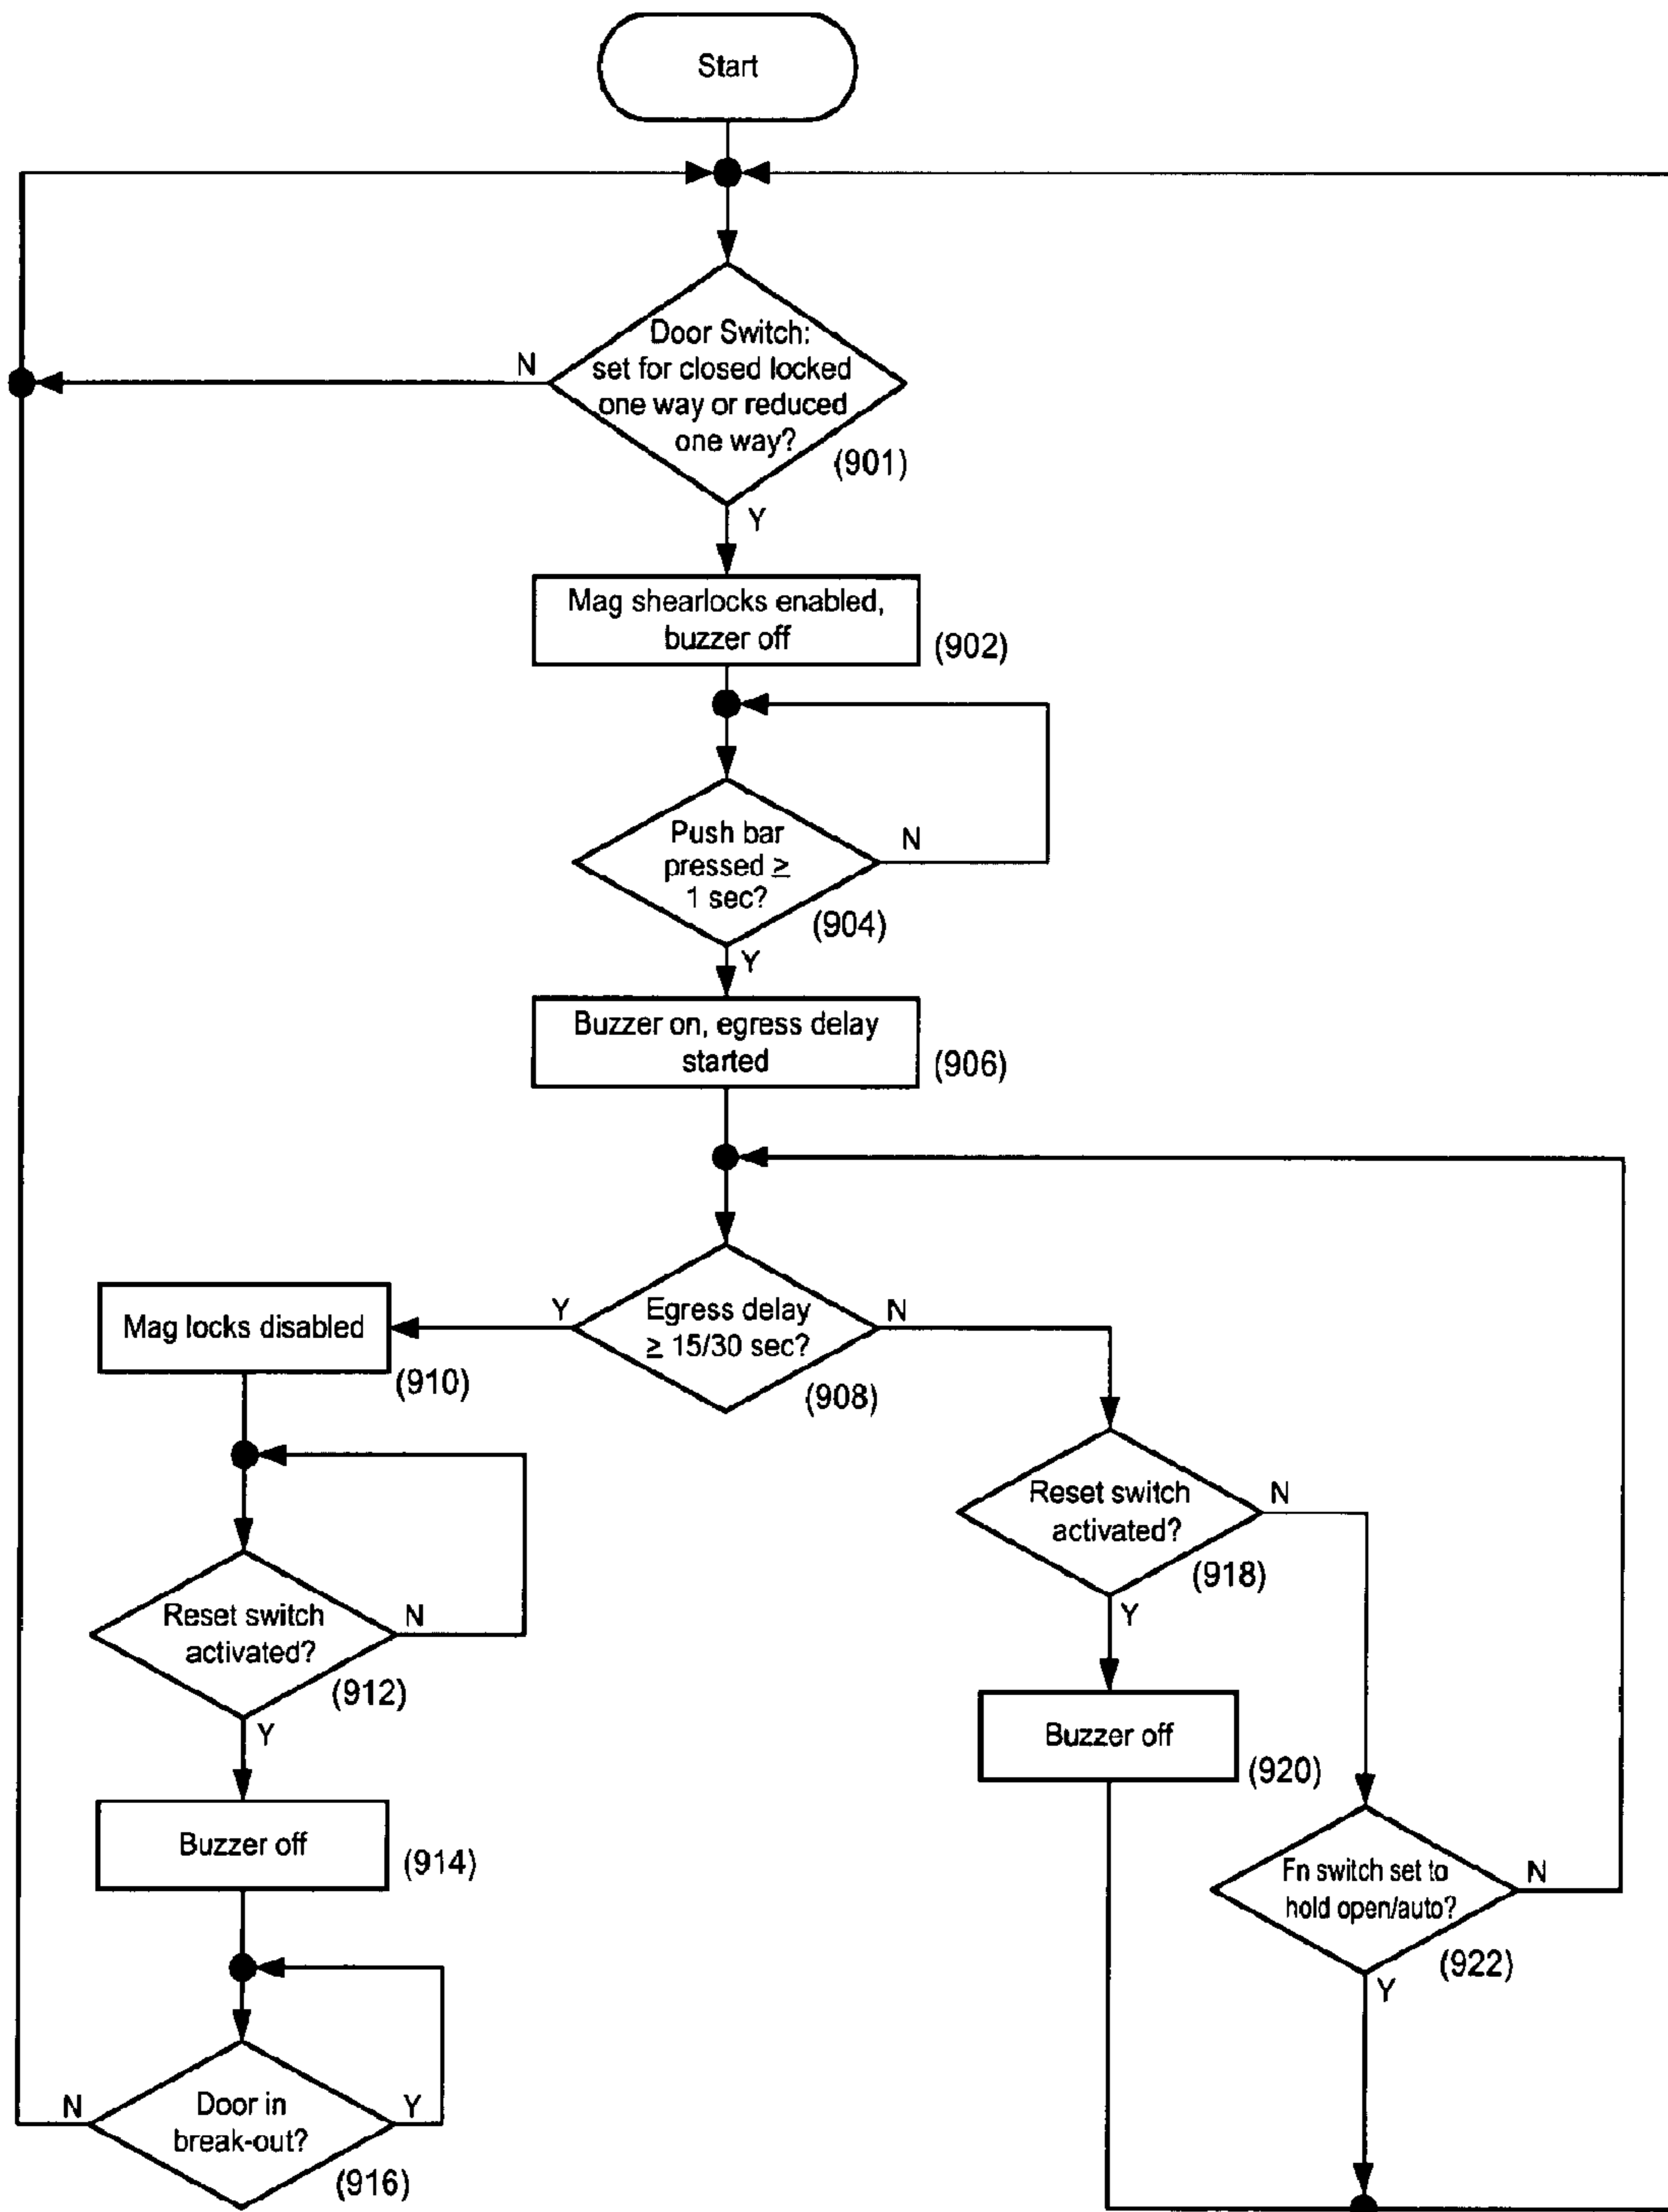 Start
Door Switch:
set for closed locked
one way or reduced
one way?
(901)
N
Y
Mag shearlocks enabled,
buzzer off
(902)
Push bar
pressed ≥
1 sec?
(904)
N
Y
Buzzer on, egress delay
started
(906)
Egress delay
≥ 15/30 sec?
(908)
Y
N
Mag locks disabled
(910)
Reset switch
activated?
(912)
N
Y
Buzzer off
(914)
Door in
break-out?
(916)
N
Y
Reset switch
activated?
(918)
N
Y
Buzzer off
(920)
Fn switch set to
hold open/auto?
(922)
N
Y